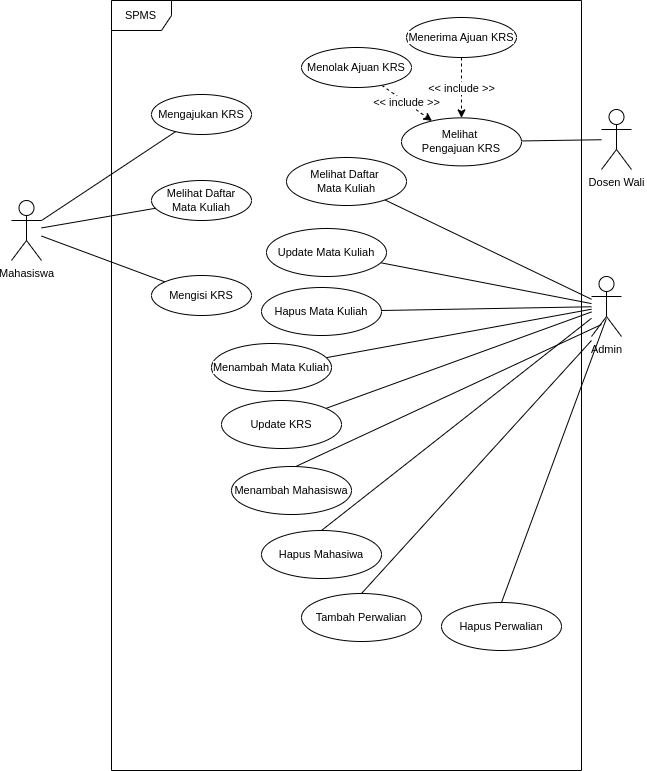 SPMS
Menerima Ajuan KRS
Menolak Ajuan KRS
<< include >>
<< include >>
Mengajukan KRS
Melihat
Pengajuan KRS
Dosen Wali
Melihat Daftar
Mata Kuliah
Melihat Daftar
Mata Kuliah
Mahasiswa
Update Mata Kuliah
Mengisi KRS
Hapus Mata Kuliah
Admin
Menambah Mata Kuliah
Update KRS
Menambah Mahasiswa
Hapus Mahasiwa
Tambah Perwalian
Hapus Perwalian